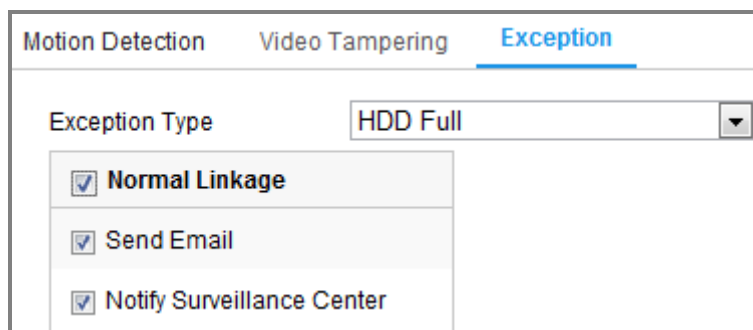 Motion Detection Video Tampering Exception
Exception Type HDD Full
Normal Linkage
Send Email
Notify Surveillance Center